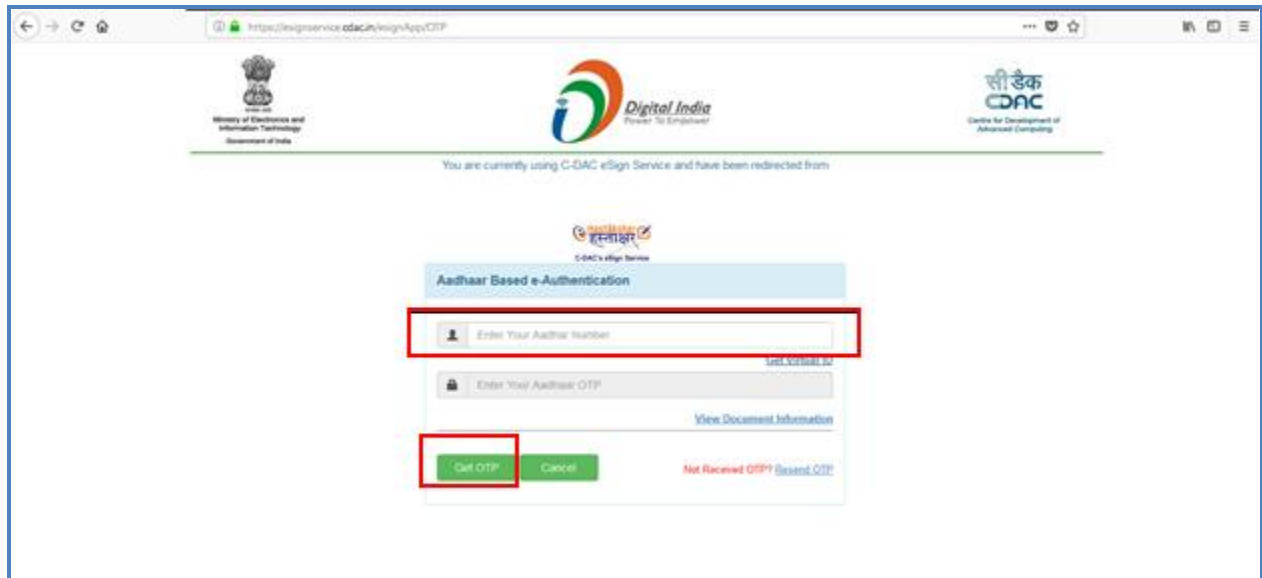 https://esignservice.cdac.in/esignApp/OTP
Ministry of Electronics and
Information Technology
Government of India
Digital India
Power To Empower
सी डैक
CDAC
Centre for Development of
Advanced Computing
You are currently using C-DAC eSign Service and have been redirected from
हस्ताक्षर
C-DAC's eSign Service
Aadhaar Based e-Authentication
Enter Your Aadhar Number
Get Virtual ID
Enter Your Aadhaar OTP
View Document Information
Get OTP
Cancel
Not Received OTP? Resend OTP